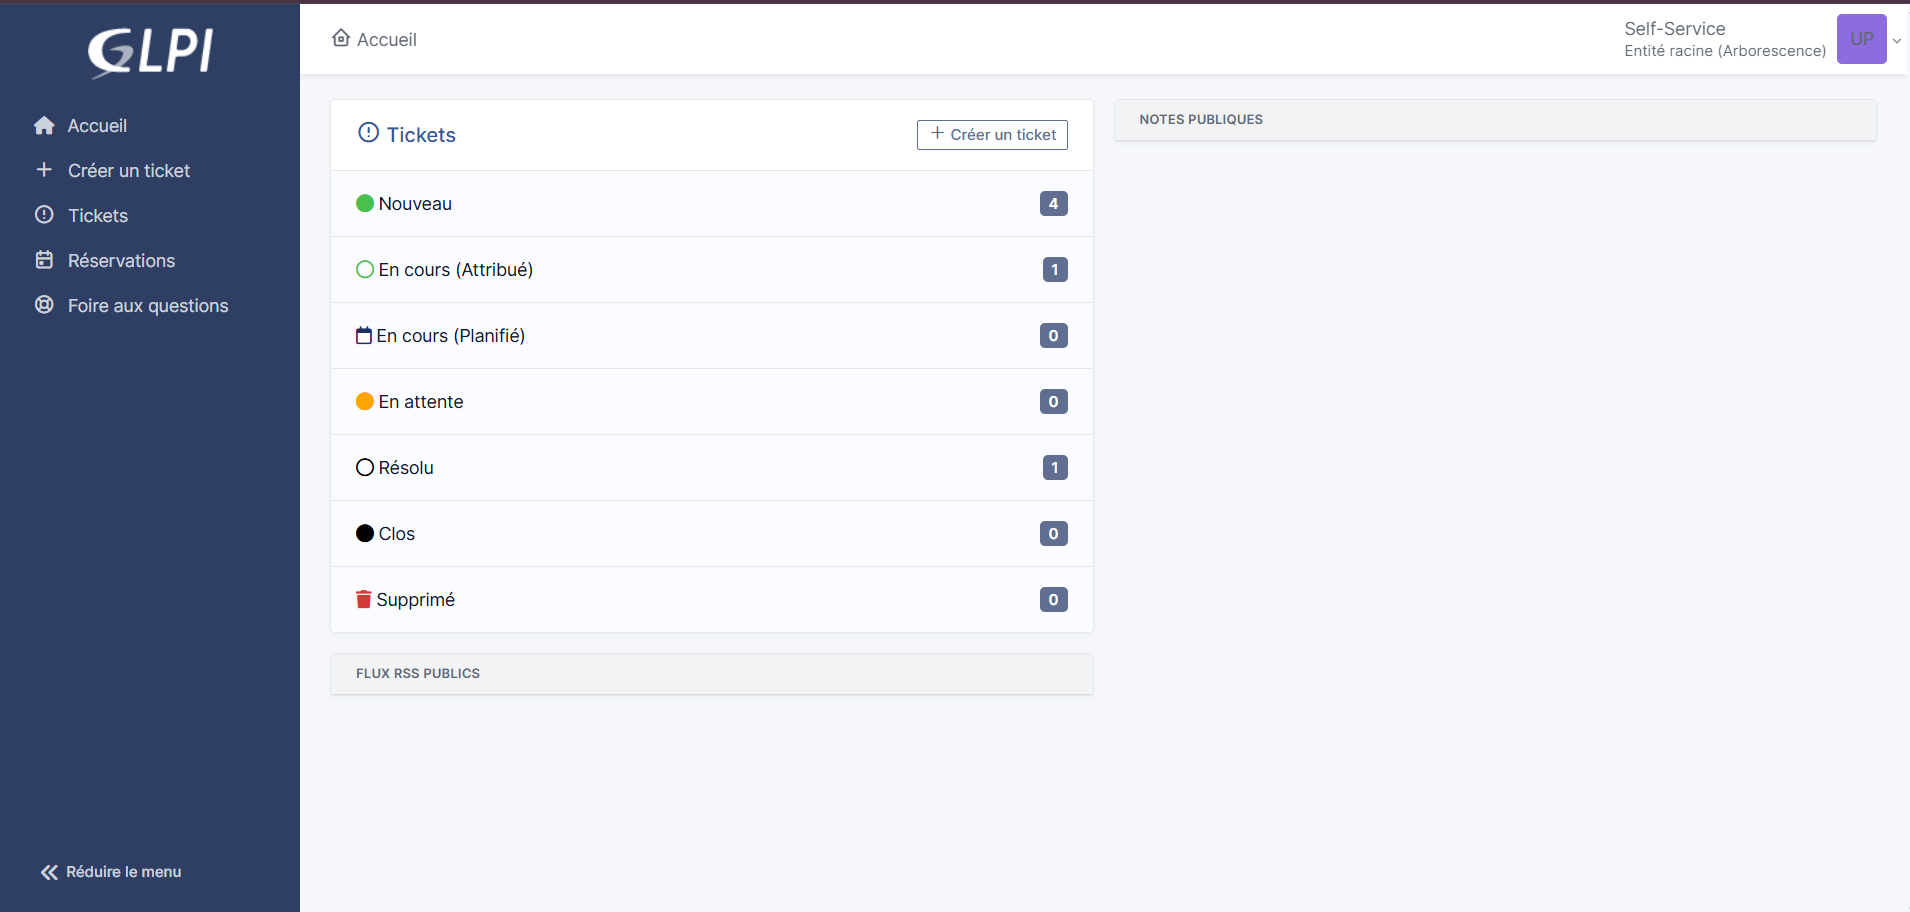 GLPI
Accueil
Créer un ticket
Tickets
Réservations
Foire aux questions
Réduire le menu
Accueil
Self-Service
Entité racine (Arborescence)
UP
Tickets
Créer un ticket
Nouveau 4
En cours (Attribué) 1
En cours (Planifié) 0
En attente 0
Résolu 1
Clos 0
Supprimé 0
FLUX RSS PUBLICS
NOTES PUBLIQUES